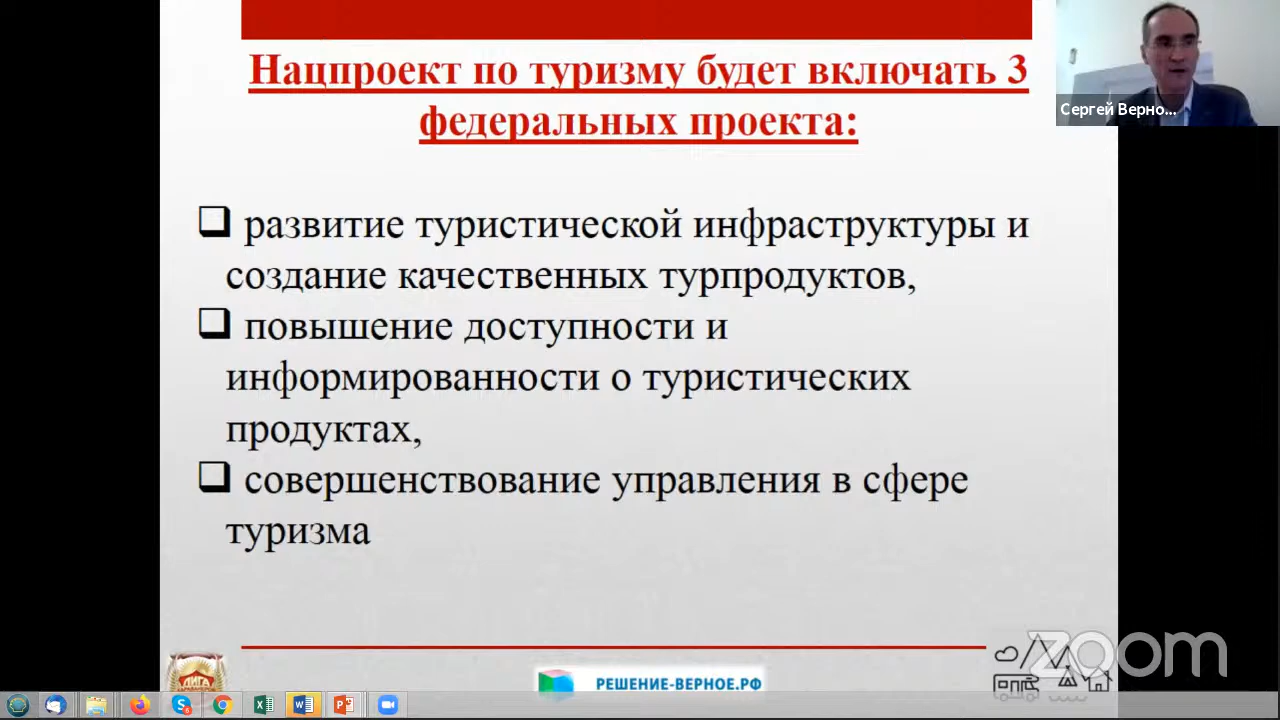 Нацпроект по туризму будет включать 3
федеральных проекта:
Сергей Верно...
развитие туристической инфраструктуры и
создание качественных турпродуктов,
повышение доступности и
информированности о туристических
продуктах,
совершенствование управления в сфере
туризма
zoom
ЛИГА
РЕШЕНИЕ-ВЕРНОЕ.РФ